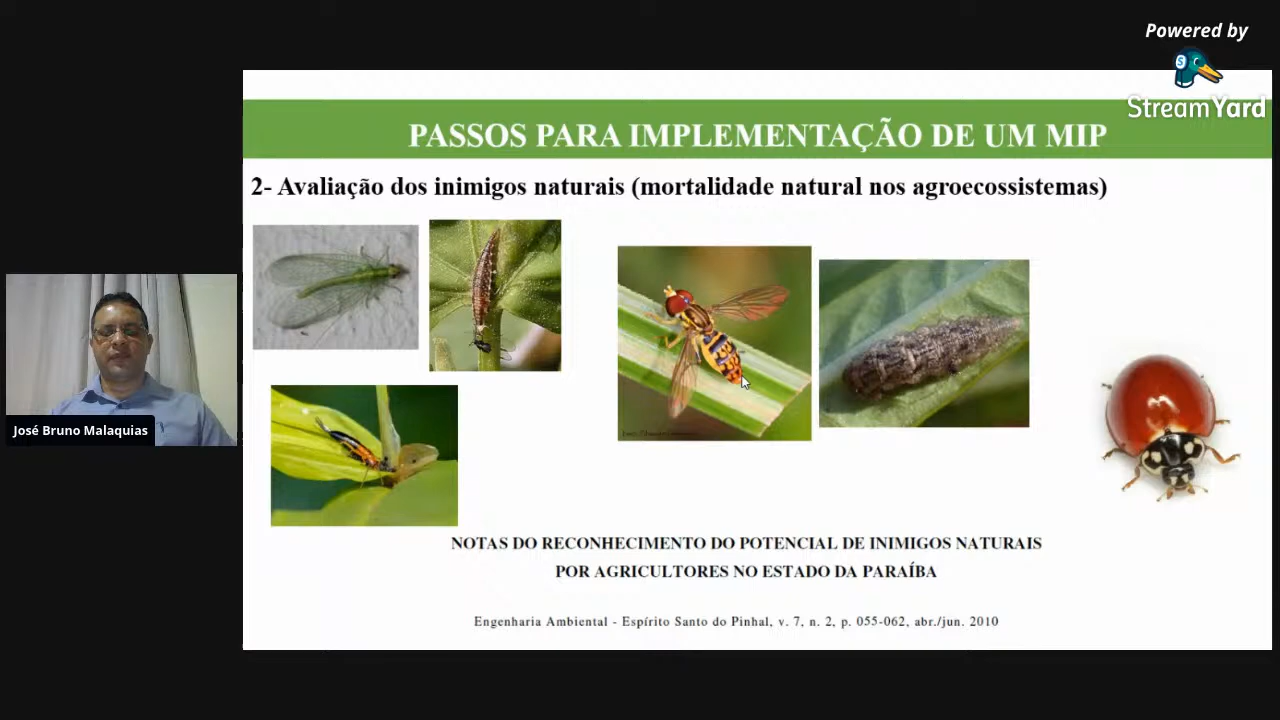 Powered by
StreamYard
PASSOS PARA IMPLEMENTAÇÃO DE UM MIP
2- Avaliação dos inimigos naturais (mortalidade natural nos agroecossistemas)
José Bruno Malaquias
NOTAS DO RECONHECIMENTO DO POTENCIAL DE INIMIGOS NATURAIS
POR AGRICULTORES NO ESTADO DA PARAÍBA
Engenharia Ambiental - Espírito Santo do Pinhal, v. 7, n. 2, p. 055-062, abr./jun. 2010